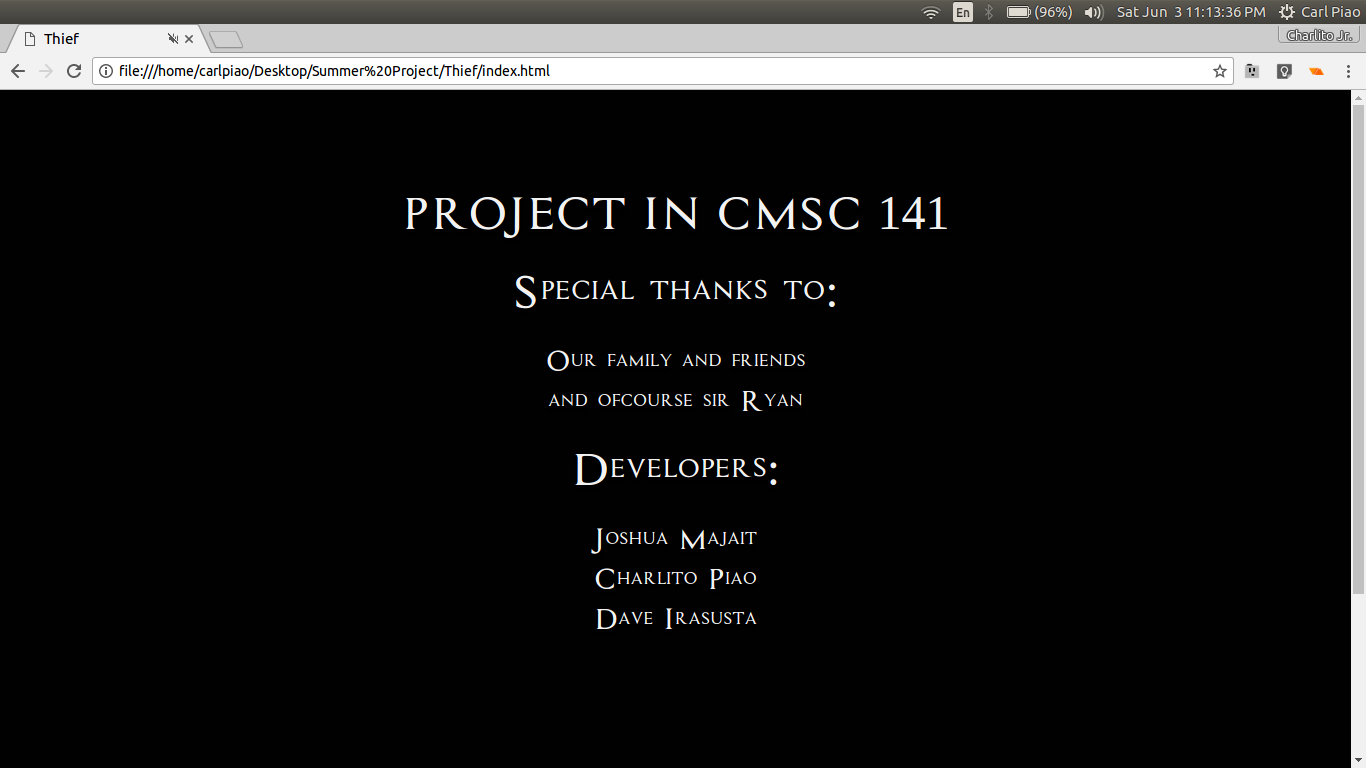 En (96%) Sat Jun 3 11:13:36 PM Carl Piao
Thief Charlito Jr.
file:///home/carlpiao/Desktop/Summer%20Project/Thief/index.html
PROJECT IN CMSC 141
Special thanks to:
Our family and friends
and ofcourse sir Ryan
Developers:
Joshua Majait
Charlito Piao
Dave Irasusta